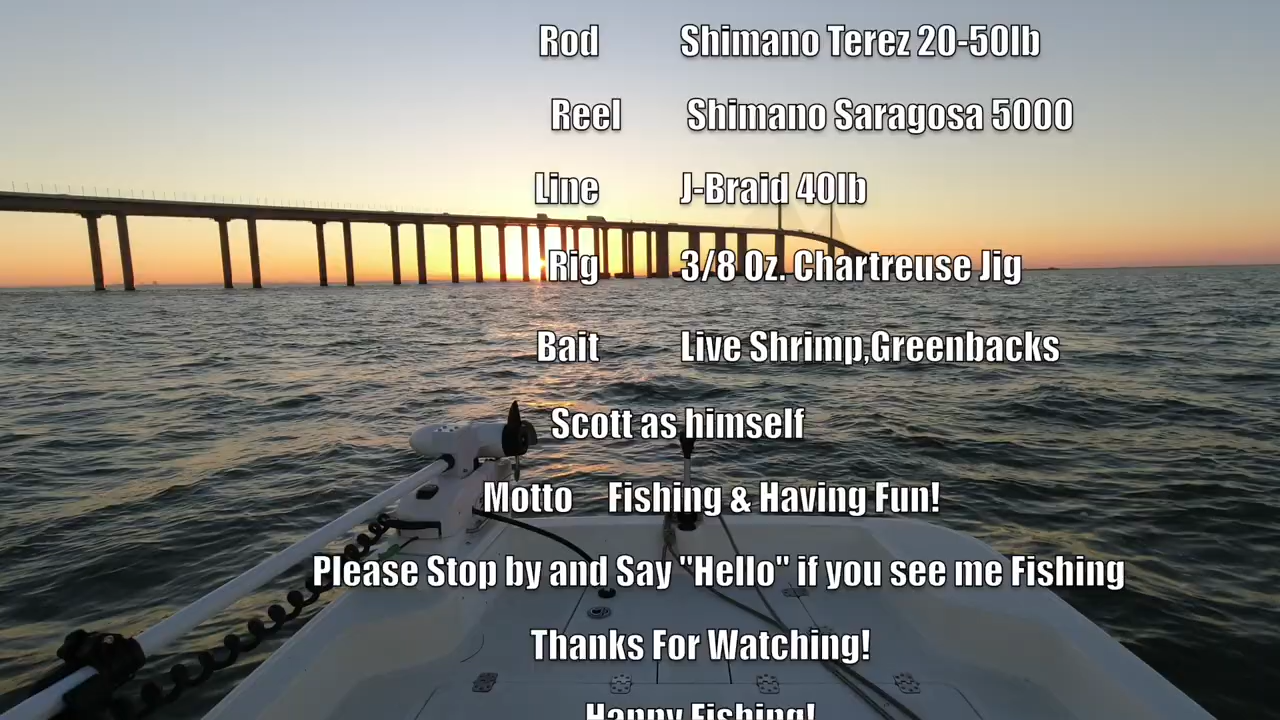 Rod Shimano Terez 20-50lb
Reel Shimano Saragosa 5000
Line J-Braid 40lb
Rig 3/8 Oz. Chartreuse Jig
Bait Live Shrimp,Greenbacks
Scott as himself
Motto Fishing & Having Fun!
Please Stop by and Say "Hello" if you see me Fishing
Thanks For Watching!
Happy Fishing!